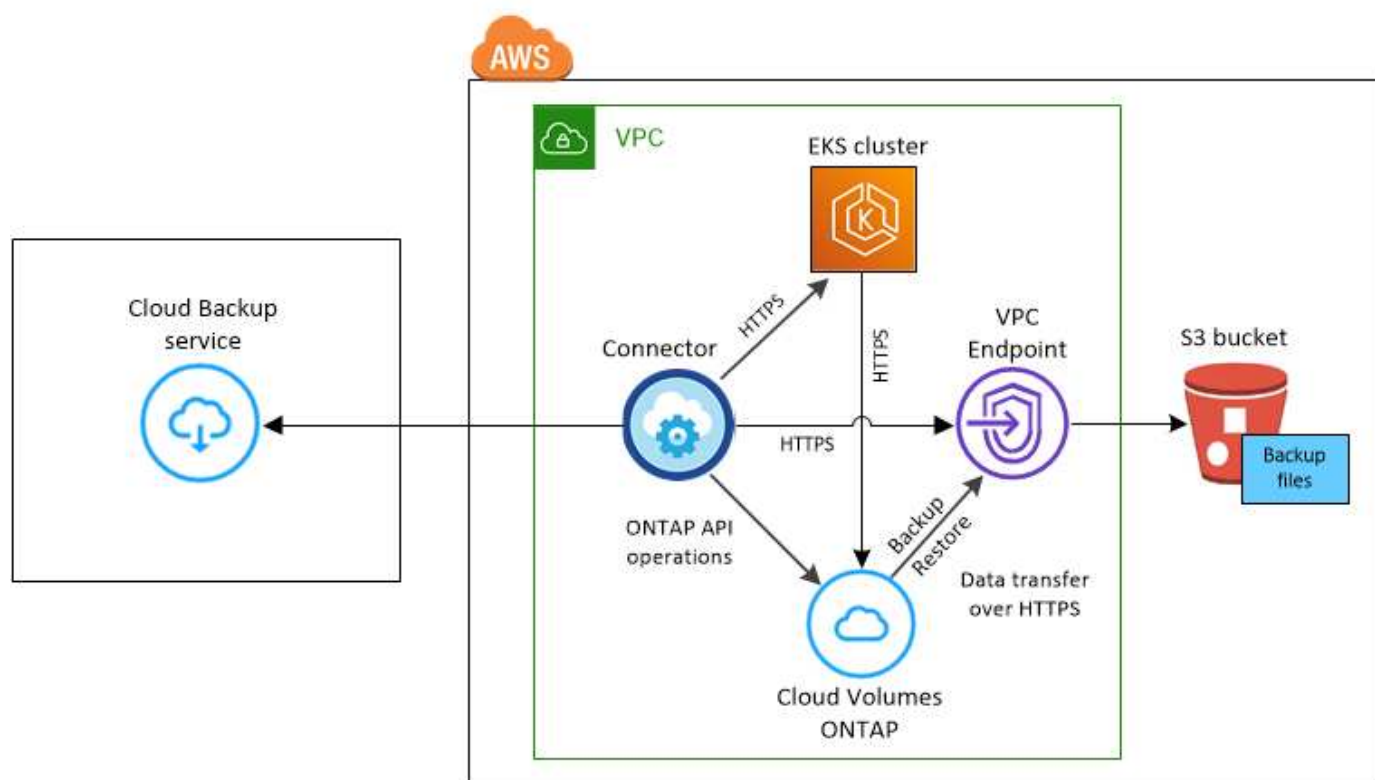 AWS
VPC
EKS cluster
Cloud Backup
service
Connector
HTTPS
HTTPS
VPC
Endpoint
S3 bucket
HTTPS
Backup
files
ONTAP API
operations
Backup
Restore
Data transfer
over HTTPS
Cloud Volumes
ONTAP
K